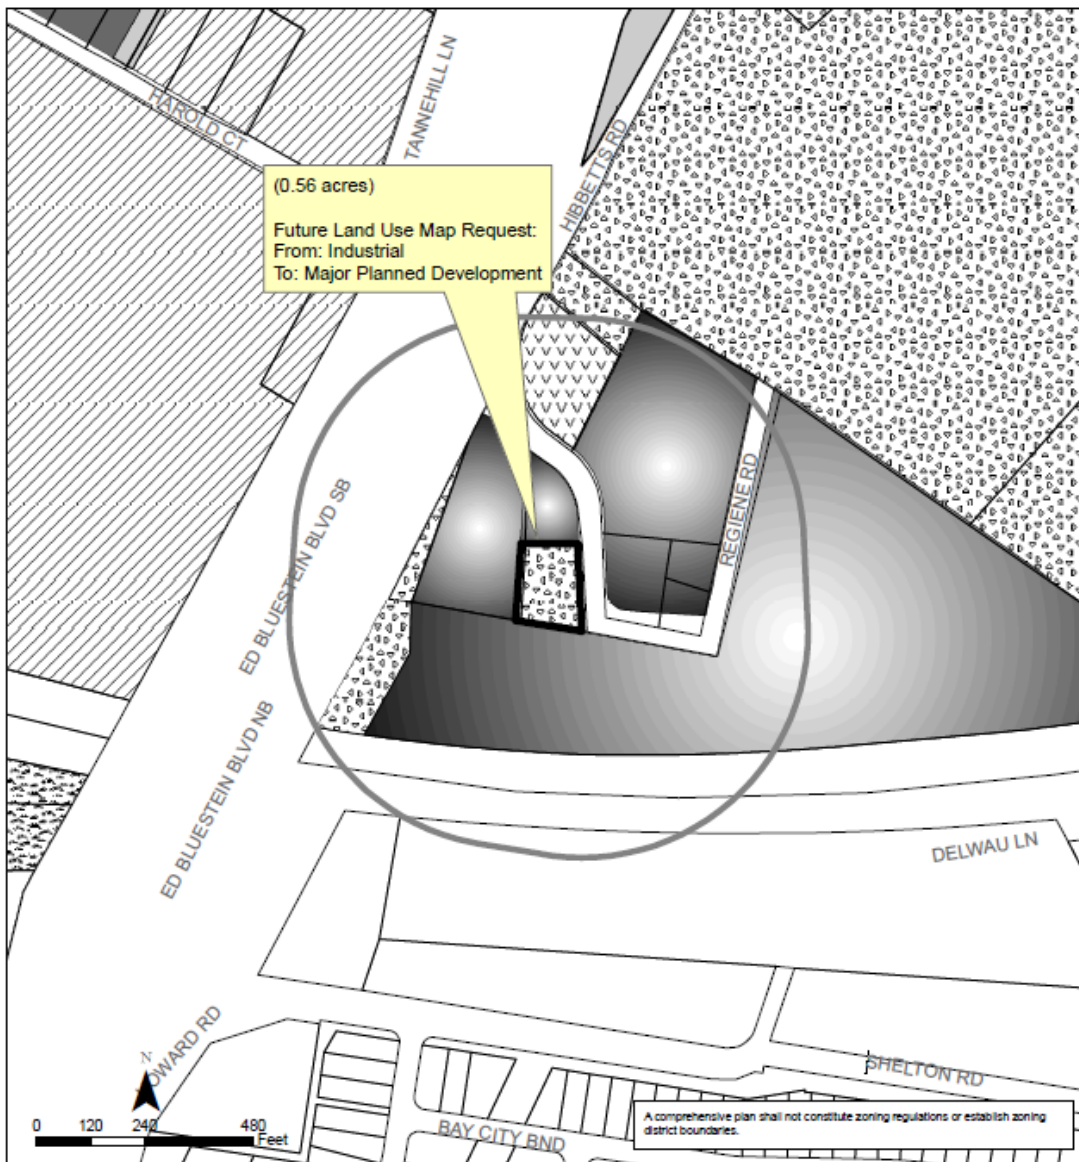 HAROLD CT
TANNEHILL LN
HIBBETTS RD
(0.56 acres)
Future Land Use Map Request:
From: Industrial
To: Major Planned Development
REGIENE RD
ED BLUESTEIN BLVD SB
ED BLUESTEIN BLVD NB
DELWAU LN
SHELTON RD
BAY CITY BND
N
0 120 240 480
Feet
A comprehensive plan shall not constitute zoning regulations or establish zoning
district boundaries.